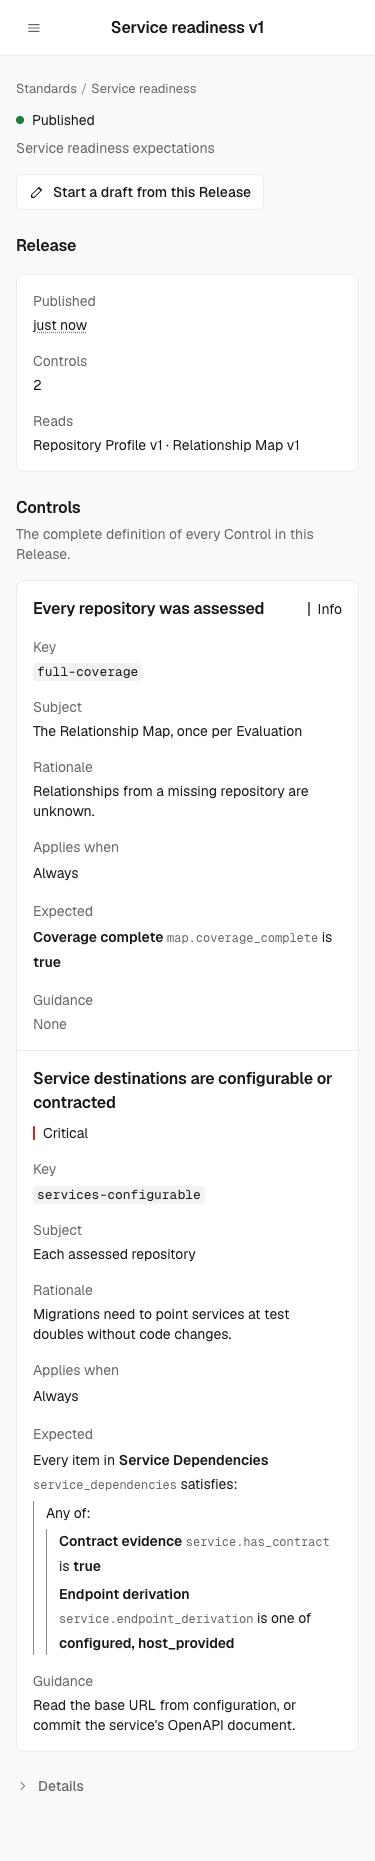 Service readiness v1
Standards / Service readiness
Published
Service readiness expectations
Start a draft from this Release
Release
Published
just now
Controls
2
Reads
Repository Profile v1 · Relationship Map v1
Controls
The complete definition of every Control in this
Release.
Every repository was assessed
Info
Key
full-coverage
Subject
The Relationship Map, once per Evaluation
Rationale
Relationships from a missing repository are
unknown.
Applies when
Always
Expected
Coverage complete map.coverage_complete is
true
Guidance
None
Service destinations are configurable or
contracted
Critical
Key
services-configurable
Subject
Each assessed repository
Rationale
Migrations need to point services at test
doubles without code changes.
Applies when
Always
Expected
Every item in Service Dependencies
service_dependencies satisfies:
Any of:
Contract evidence service.has_contract
is true
Endpoint derivation
service.endpoint_derivation is one of
configured, host_provided
Guidance
Read the base URL from configuration, or
commit the service's OpenAPI document.
Details